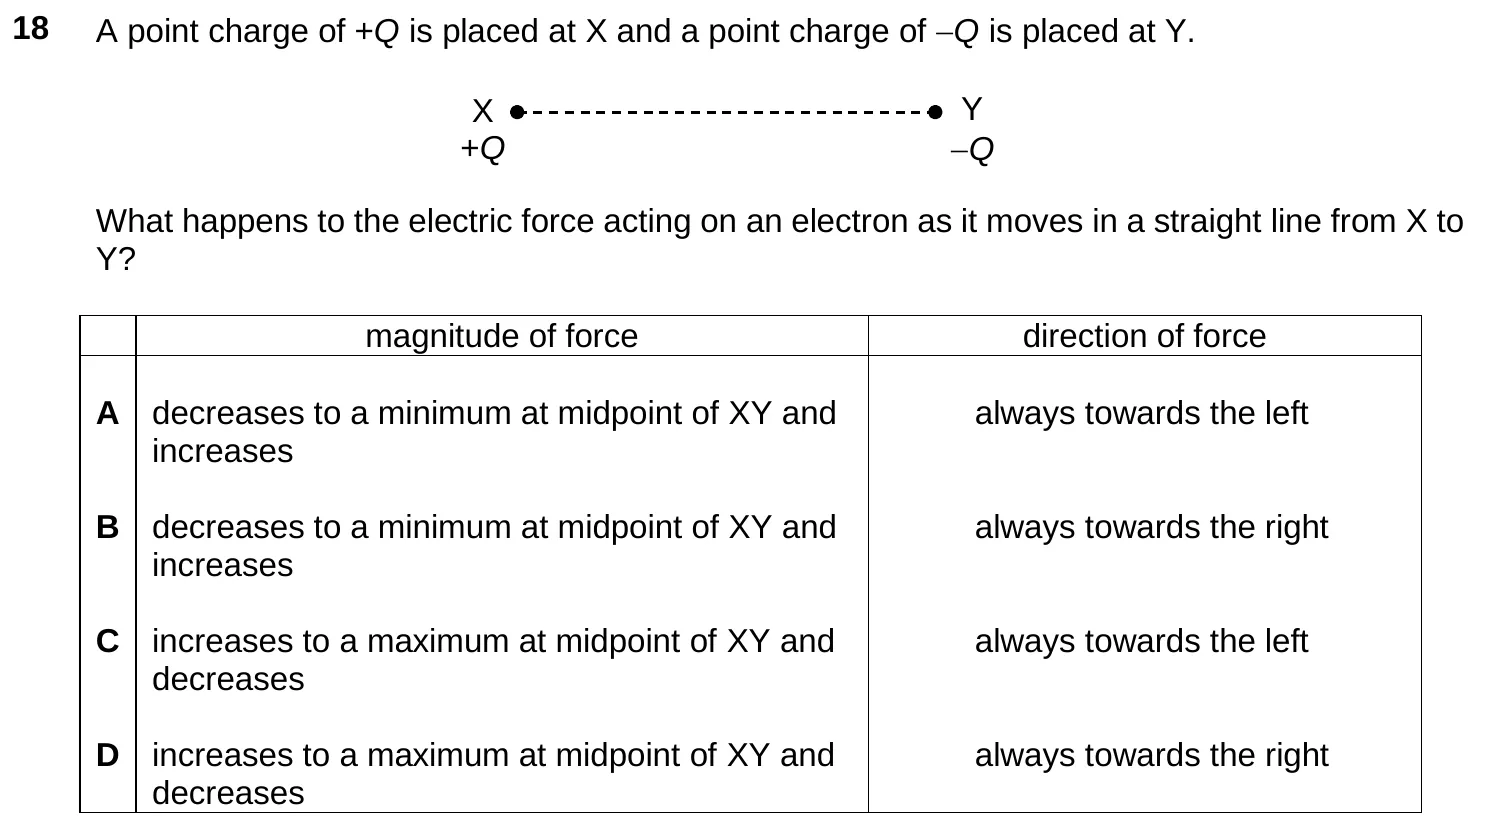 18 A point charge of +Q is placed at X and a point charge of –Q is placed at Y.
X Y
+Q –Q
What happens to the electric force acting on an electron as it moves in a straight line from X to
Y?
magnitude of force direction of force
A decreases to a minimum at midpoint of XY and always towards the left
increases
B decreases to a minimum at midpoint of XY and always towards the right
increases
C increases to a maximum at midpoint of XY and always towards the left
decreases
D increases to a maximum at midpoint of XY and always towards the right
decreases